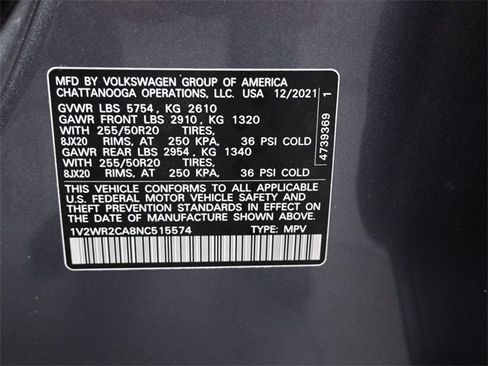 MFD BY VOLKSWAGEN GROUP OF AMERICA
CHATTANOOGA OPERATIONS, LLC. USA 12/2021
GVWR LBS 5754, KG 2610
GAWR FRONT LBS 2910, KG 1320
WITH 255/50R20 TIRES,
8JX20 RIMS, AT 250 KPA, 36 PSI COLD
GAWR REAR LBS 2954, KG 1340
WITH 255/50R20 TIRES,
8JX20 RIMS, AT 250 KPA, 36 PSI COLD
THIS VEHICLE CONFORMS TO ALL APPLICABLE
U.S. FEDERAL MOTOR VEHICLE SAFETY AND
THEFT PREVENTION STANDARDS IN EFFECT ON
THE DATE OF MANUFACTURE SHOWN ABOVE.
1V2WR2CA8NC515574 TYPE: MPV
4739369 1